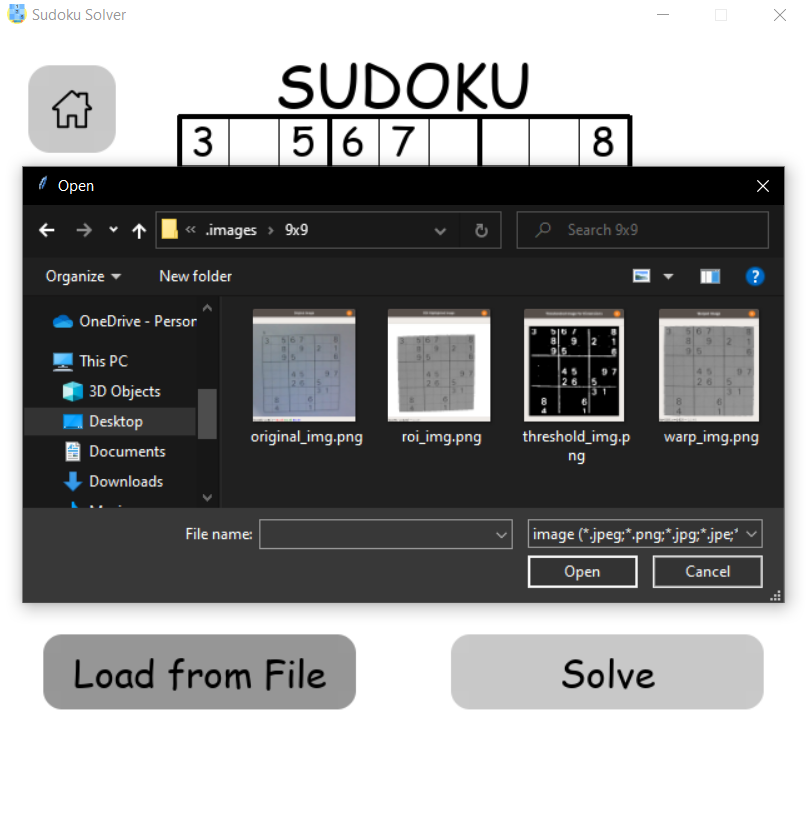 Sudoku Solver
SUDOKU
3 5 6 7 8
Open
« .images › 9x9
Search 9x9
Organize
New folder
?
OneDrive - Person
This PC
3D Objects
Desktop
Documents
Downloads
original_img.png
roi_img.png
threshold_img.p
ng
warp_img.png
File name:
image (*.jpeg;*.png;*.jpg;*.jpe;*
Open
Cancel
Load from File
Solve